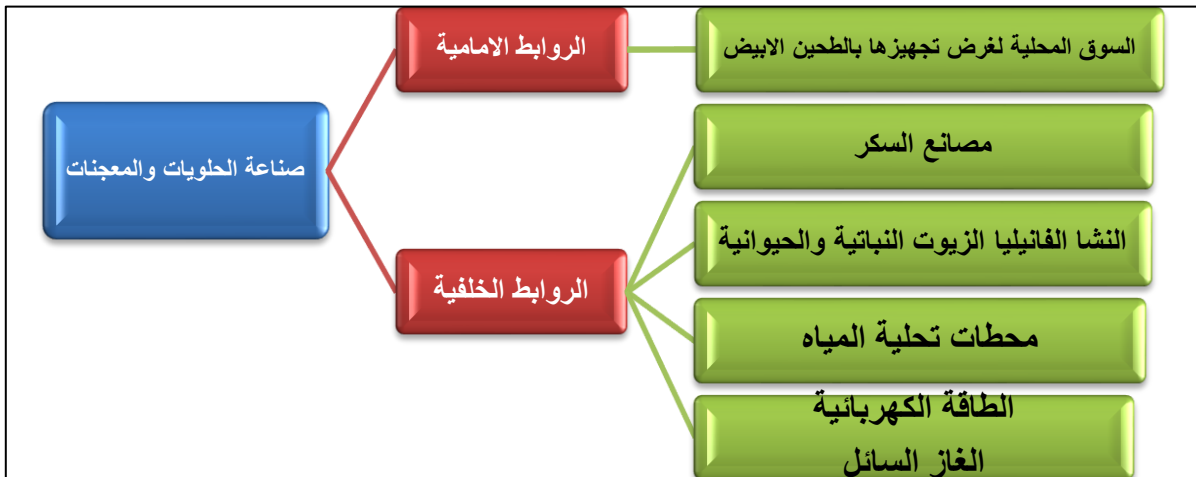 صناعة الحلويات والمعجنات
الروابط الامامية
السوق المحلية لغرض تجهيزها بالطحين الابيض
الروابط الخلفية
مصانع السكر
النشا الفانيليا الزيوت النباتية والحيوانية
محطات تحلية المياه
الطاقة الكهربائية
الغاز السائل